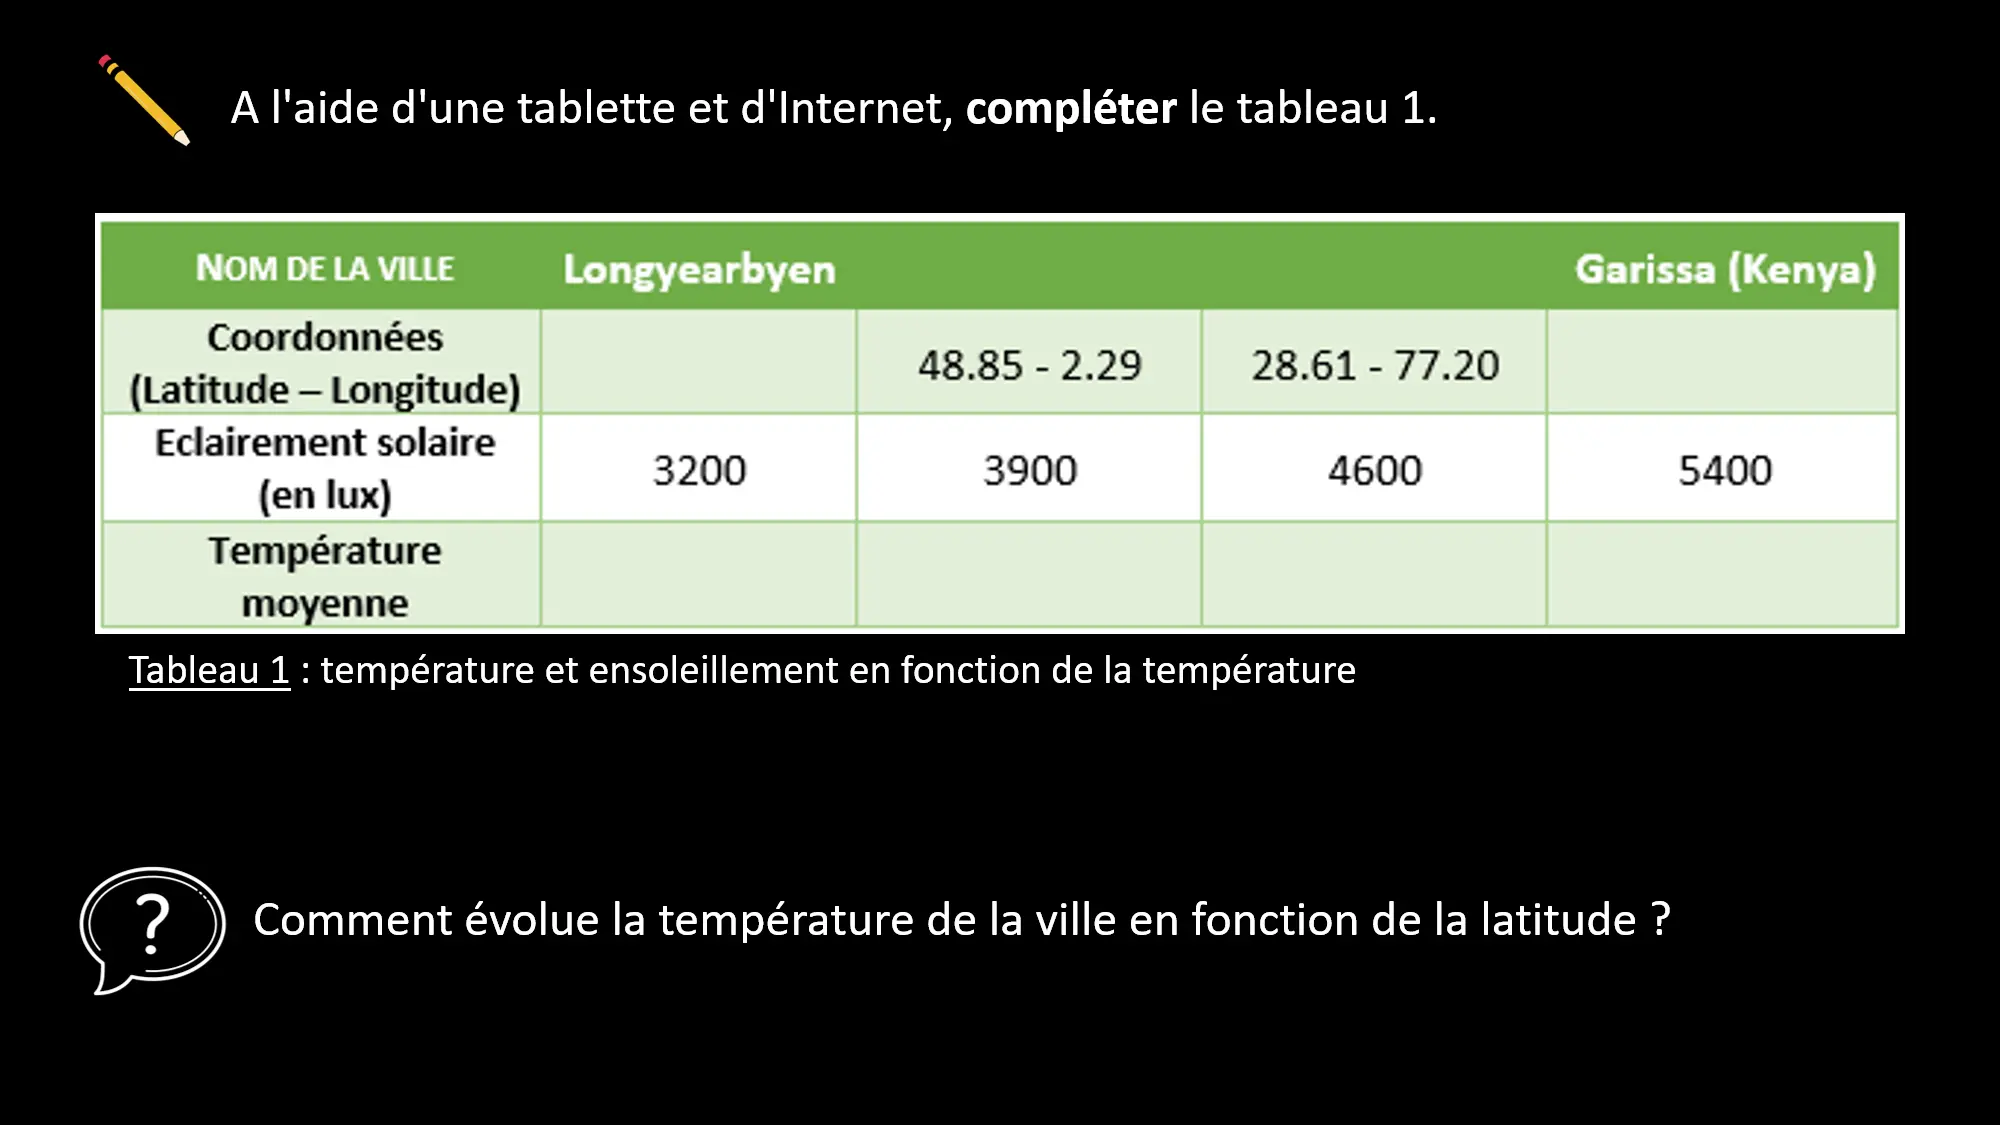 A l'aide d'une tablette et d'Internet, compléter le tableau 1.
NOM DE LA VILLE Longyearbyen Garissa (Kenya)
Coordonnées
(Latitude – Longitude) 48.85 - 2.29 28.61 - 77.20
Eclairement solaire
(en lux) 3200 3900 4600 5400
Température
moyenne
Tableau 1 : température et ensoleillement en fonction de la température
?
Comment évolue la température de la ville en fonction de la latitude ?